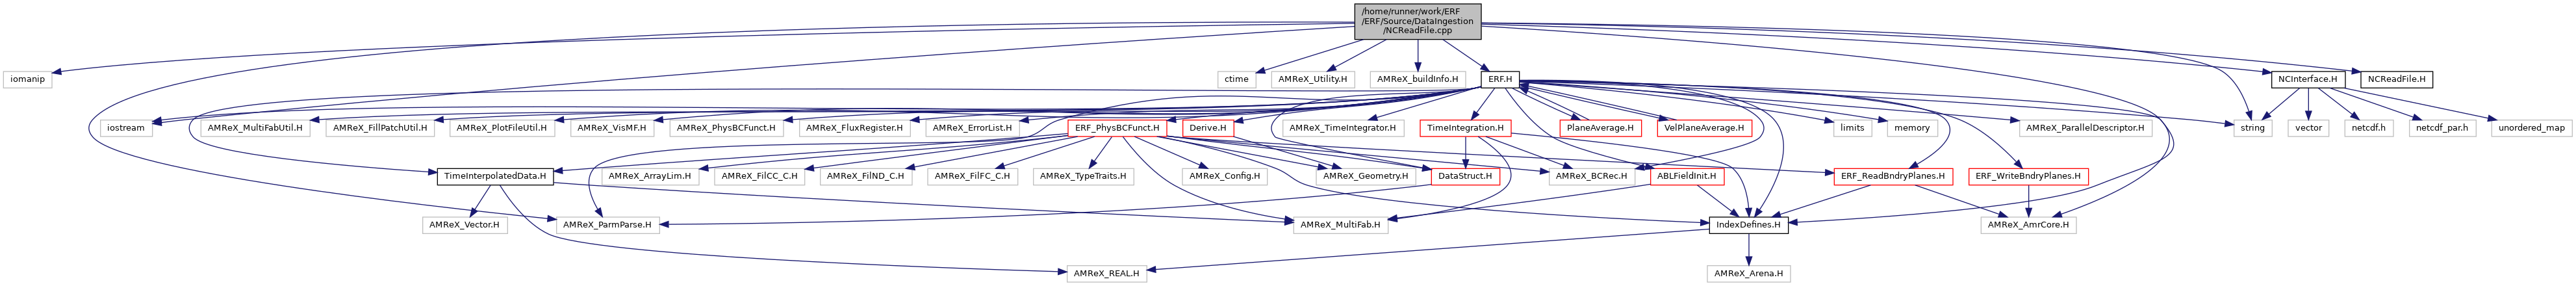 /home/runner/work/ERF
/ERF/Source/DataIngestion
/NCReadFile.cpp
iomanip
ctime
AMReX_Utility.H
AMReX_buildInfo.H
ERF.H
NCInterface.H
NCReadFile.H
iostream
AMReX_MultiFabUtil.H
AMReX_FillPatchUtil.H
AMReX_PlotFileUtil.H
AMReX_VisMF.H
AMReX_PhysBCFunct.H
AMReX_FluxRegister.H
AMReX_ErrorList.H
ERF_PhysBCFunct.H
Derive.H
AMReX_TimeIntegrator.H
TimeIntegration.H
PlaneAverage.H
VelPlaneAverage.H
limits
memory
AMReX_ParallelDescriptor.H
string
vector
netcdf.h
netcdf_par.h
unordered_map
TimeInterpolatedData.H
AMReX_ArrayLim.H
AMReX_FilCC_C.H
AMReX_FilND_C.H
AMReX_FilFC_C.H
AMReX_TypeTraits.H
AMReX_Config.H
AMReX_Geometry.H
DataStruct.H
AMReX_BCRec.H
ABLFieldInit.H
ERF_ReadBndryPlanes.H
ERF_WriteBndryPlanes.H
AMReX_Vector.H
AMReX_ParmParse.H
AMReX_MultiFab.H
IndexDefines.H
AMReX_AmrCore.H
AMReX_REAL.H
AMReX_Arena.H